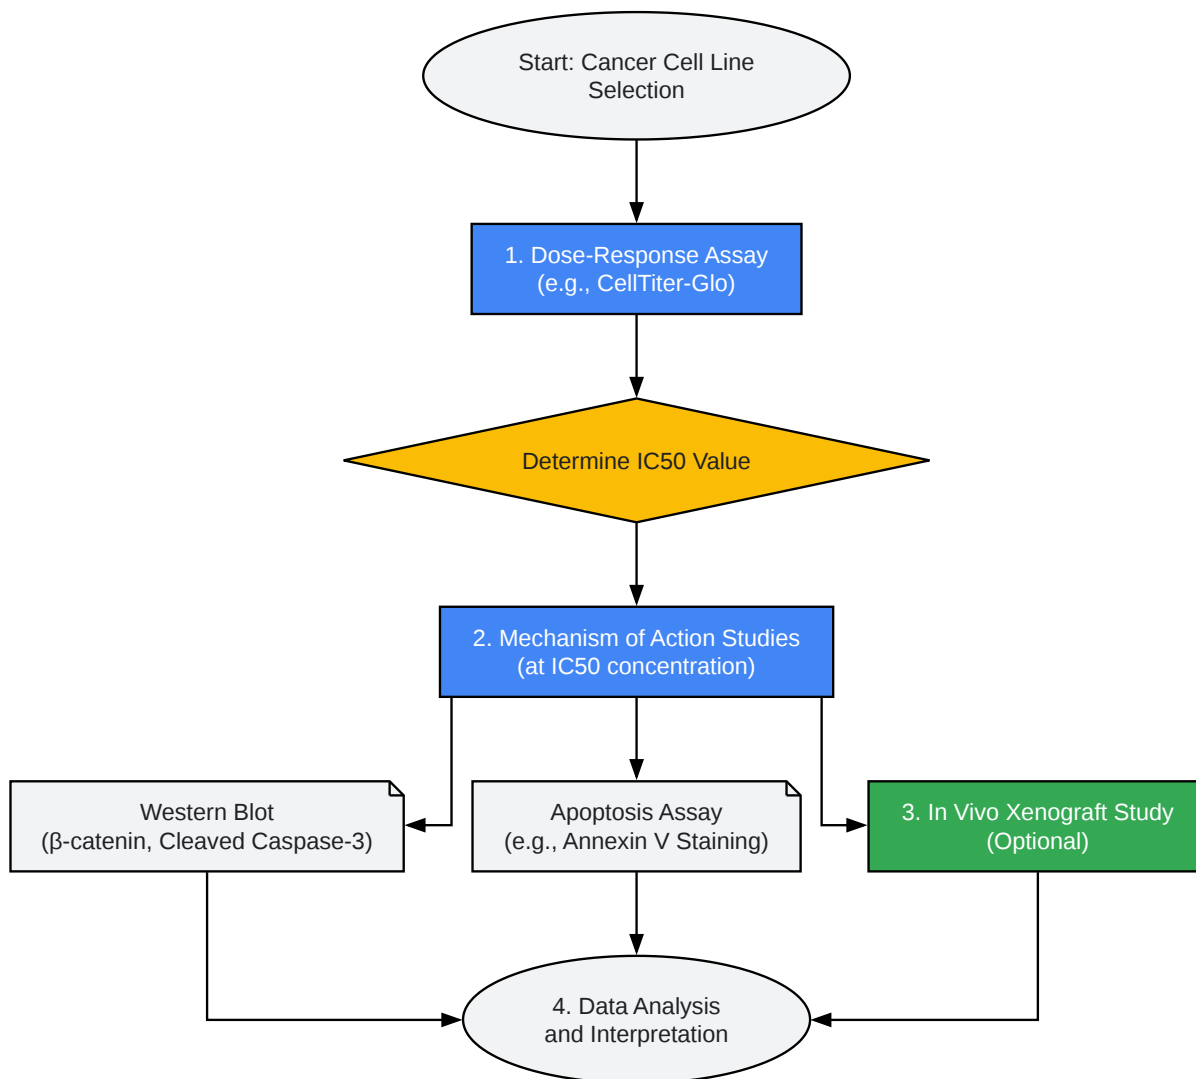 Start: Cancer Cell Line
Selection
1. Dose-Response Assay
(e.g., CellTiter-Glo)
Determine IC50 Value
2. Mechanism of Action Studies
(at IC50 concentration)
Western Blot
(β-catenin, Cleaved Caspase-3)
Apoptosis Assay
(e.g., Annexin V Staining)
3. In Vivo Xenograft Study
(Optional)
4. Data Analysis
and Interpretation